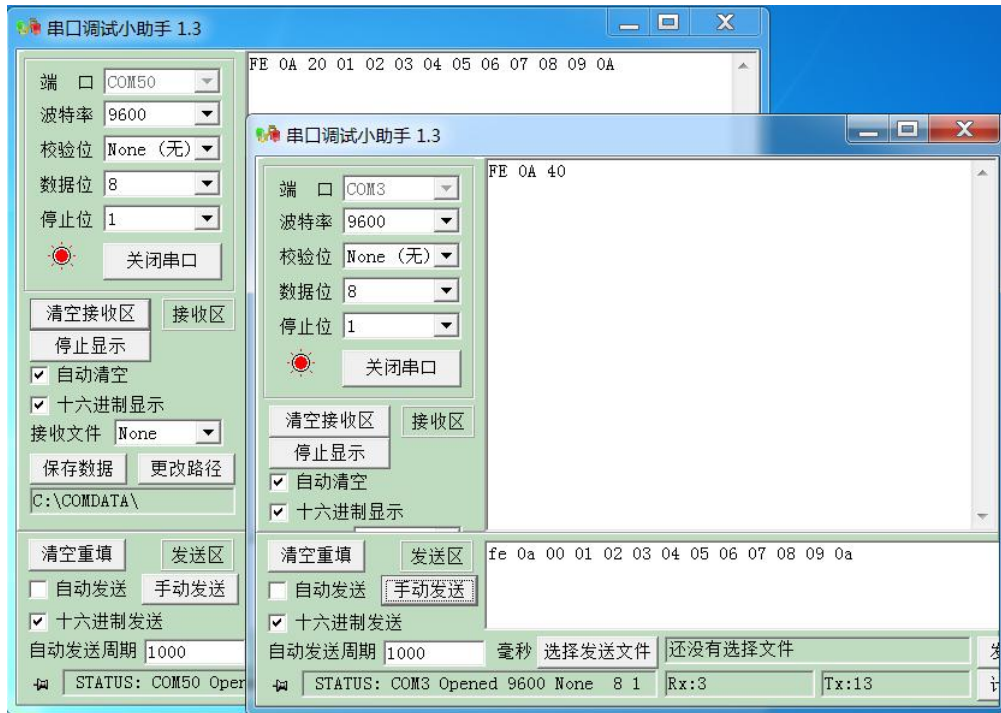 串口调试小助手 1.3
FE 0A 20 01 02 03 04 05 06 07 08 09 0A
端 口 COM50
波特率 9600
校验位 None (无)
数据位 8
停止位 1
关闭串口
清空接收区 接收区
停止显示
自动清空
十六进制显示
接收文件 None
保存数据 更改路径
C:\COMDATA\
清空重填 发送区
自动发送 手动发送
十六进制发送
自动发送周期 1000
STATUS: COM50 Oper
串口调试小助手 1.3
FE 0A 40
端 口 COM3
波特率 9600
校验位 None (无)
数据位 8
停止位 1
关闭串口
清空接收区 接收区
停止显示
自动清空
十六进制显示
清空重填 发送区 fe 0a 00 01 02 03 04 05 06 07 08 09 0a
自动发送 手动发送
十六进制发送
自动发送周期 1000 毫秒 选择发送文件 还没有选择文件
STATUS: COM3 Opened 9600 None 8 1 Rx:3 Tx:13